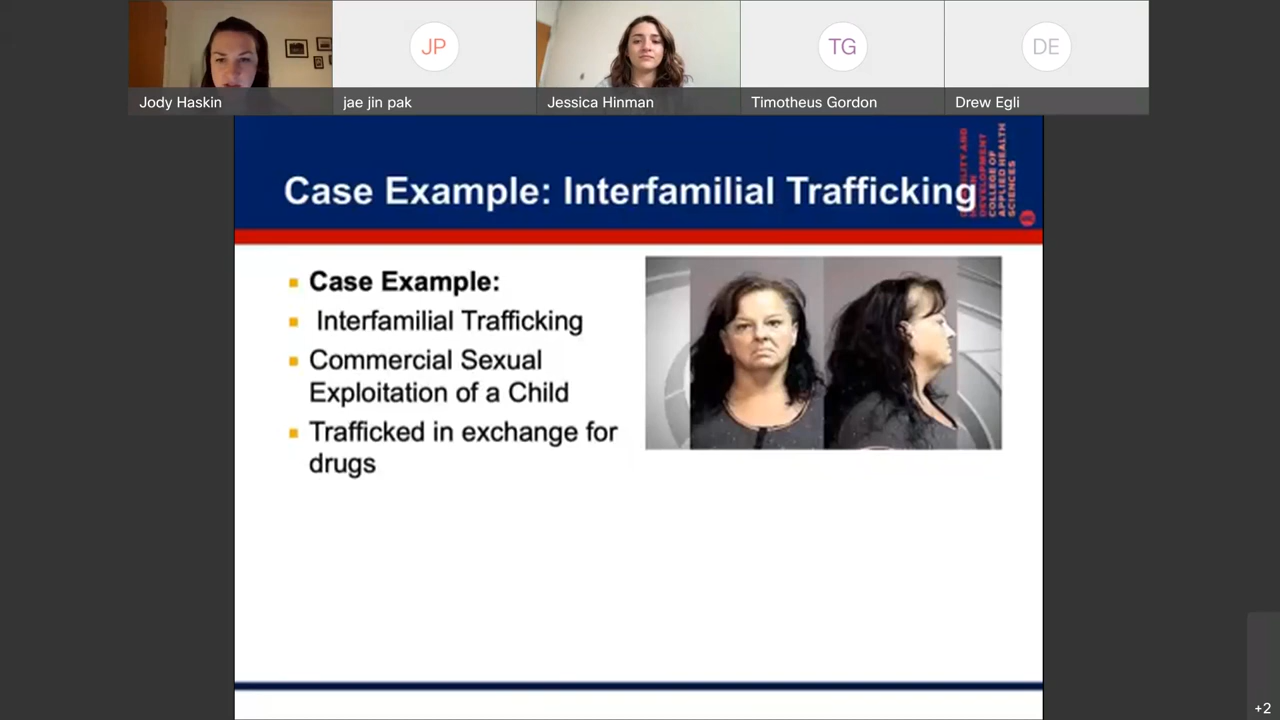 JP
TG
DE
Jody Haskin
jae jin pak
Jessica Hinman
Timotheus Gordon
Drew Egli
Case Example: Interfamilial Trafficking
DEVELOPMENT
COLLEGE OF
APPLIED HEALTH
SCIENCES
Case Example:
Interfamilial Trafficking
Commercial Sexual
Exploitation of a Child
Trafficked in exchange for
drugs
+2